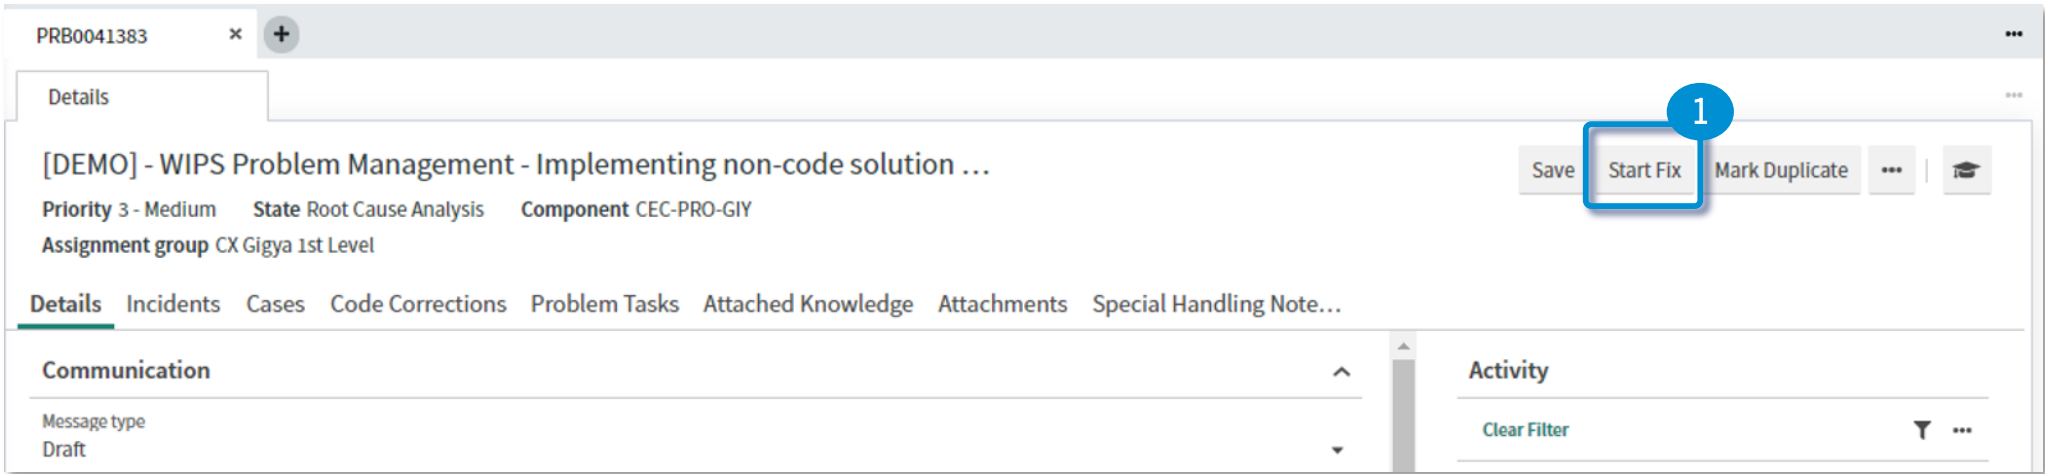 PRB0041383
Details
1
[DEMO] - WIPS Problem Management - Implementing non-code solution ...
Save Start Fix Mark Duplicate
Priority 3 - Medium State Root Cause Analysis Component CEC-PRO-GIY
Assignment group CX Gigya 1st Level
Details Incidents Cases Code Corrections Problem Tasks Attached Knowledge Attachments Special Handling Note...
Communication
Message type
Draft
Activity
Clear Filter